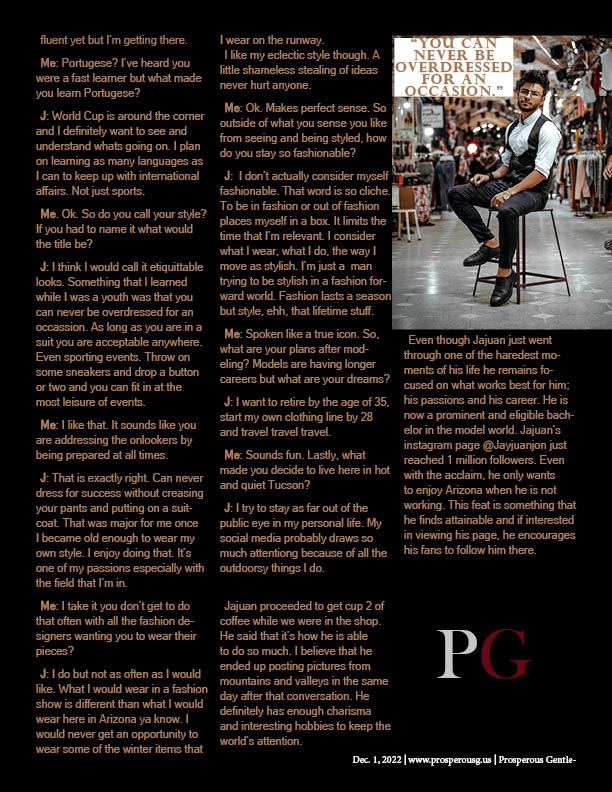 fluent yet but I'm getting there.
Me: Portugese? I've heard you
were a fast learner but what made
you learn Portugese?
J: World Cup is around the corner
and I definitely want to see and
understand whats going on. I plan
on learning as many languages as
I can to keep up with international
affairs. Not just sports.
Me. Ok. So do you call your style?
If you had to name it what would
the title be?
J: I think I would call it etiquittable
looks. Something that I learned
while I was a youth was that you
can never be overdressed for an
occassion. As long as you are in a
suit you are acceptable anywhere.
Even sporting events. Throw on
some sneakers and drop a button
or two and you can fit in at the
most leisure of events.
Me: I like that. It sounds like you
are addressing the onlookers by
being prepared at all times.
J: That is exactly right. Can never
dress for success without creasing
your pants and putting on a suit-
coat. That was major for me once
I became old enough to wear my
own style. I enjoy doing that. It's
one of my passions especially with
the field that I'm in.
Me: I take it you don't get to do
that often with all the fashion de-
signers wanting you to wear their
pieces?
J: I do but not as often as I would
like. What I would wear in a fashion
show is different than what I would
wear here in Arizona ya know. I
would never get an opportunity to
wear some of the winter items that
I wear on the runway.
I like my eclectic style though. A
little shameless stealing of ideas
never hurt anyone.
Me: Ok. Makes perfect sense. So
outside of what you sense you like
from seeing and being styled, how
do you stay so fashionable?
J: I don't actually consider myself
fashionable. That word is so cliche.
To be in fashion or out of fashion
places myself in a box. It limits the
time that I'm relevant. I consider
what I wear, what I do, the way I
move as stylish. I'm just a man
trying to be stylish in a fashion for-
ward world. Fashion lasts a season
but style, ehh, that lifetime stuff.
Me: Spoken like a true icon. So,
what are your plans after mod-
eling? Models are having longer
careers but what are your dreams?
J: I want to retire by the age of 35,
start my own clothing line by 28
and travel travel travel.
Me: Sounds fun. Lastly, what
made you decide to live here in hot
and quiet Tucson?
J: I try to stay as far out of the
public eye in my personal life. My
social media probably draws so
much attentiong because of all the
outdoorsy things I do.
Jajuan proceeded to get cup 2 of
coffee while we were in the shop.
He said that it's how he is able
to do so much. I believe that he
ended up posting pictures from
mountains and valleys in the same
day after that conversation. He
definitely has enough charisma
and interesting hobbies to keep the
world's attention.
"YOU CAN
NEVER BE
OVERDRESSED
FOR AN
OCCASION."
Even though Jajuan just went
through one of the haredest mo-
ments of his life he remains fo-
cused on what works best for him;
his passions and his career. He is
now a prominent and eligible bach-
elor in the model world. Jajuan's
instagram page @Jayjuanjon just
reached 1 million followers. Even
with the acclaim, he only wants
to enjoy Arizona when he is not
working. This feat is something that
he finds attainable and if interested
in viewing his page, he encourages
his fans to follow him there.
PG
Dec. 1, 2022 | www.prosperousg.us | Prosperous Gentle-